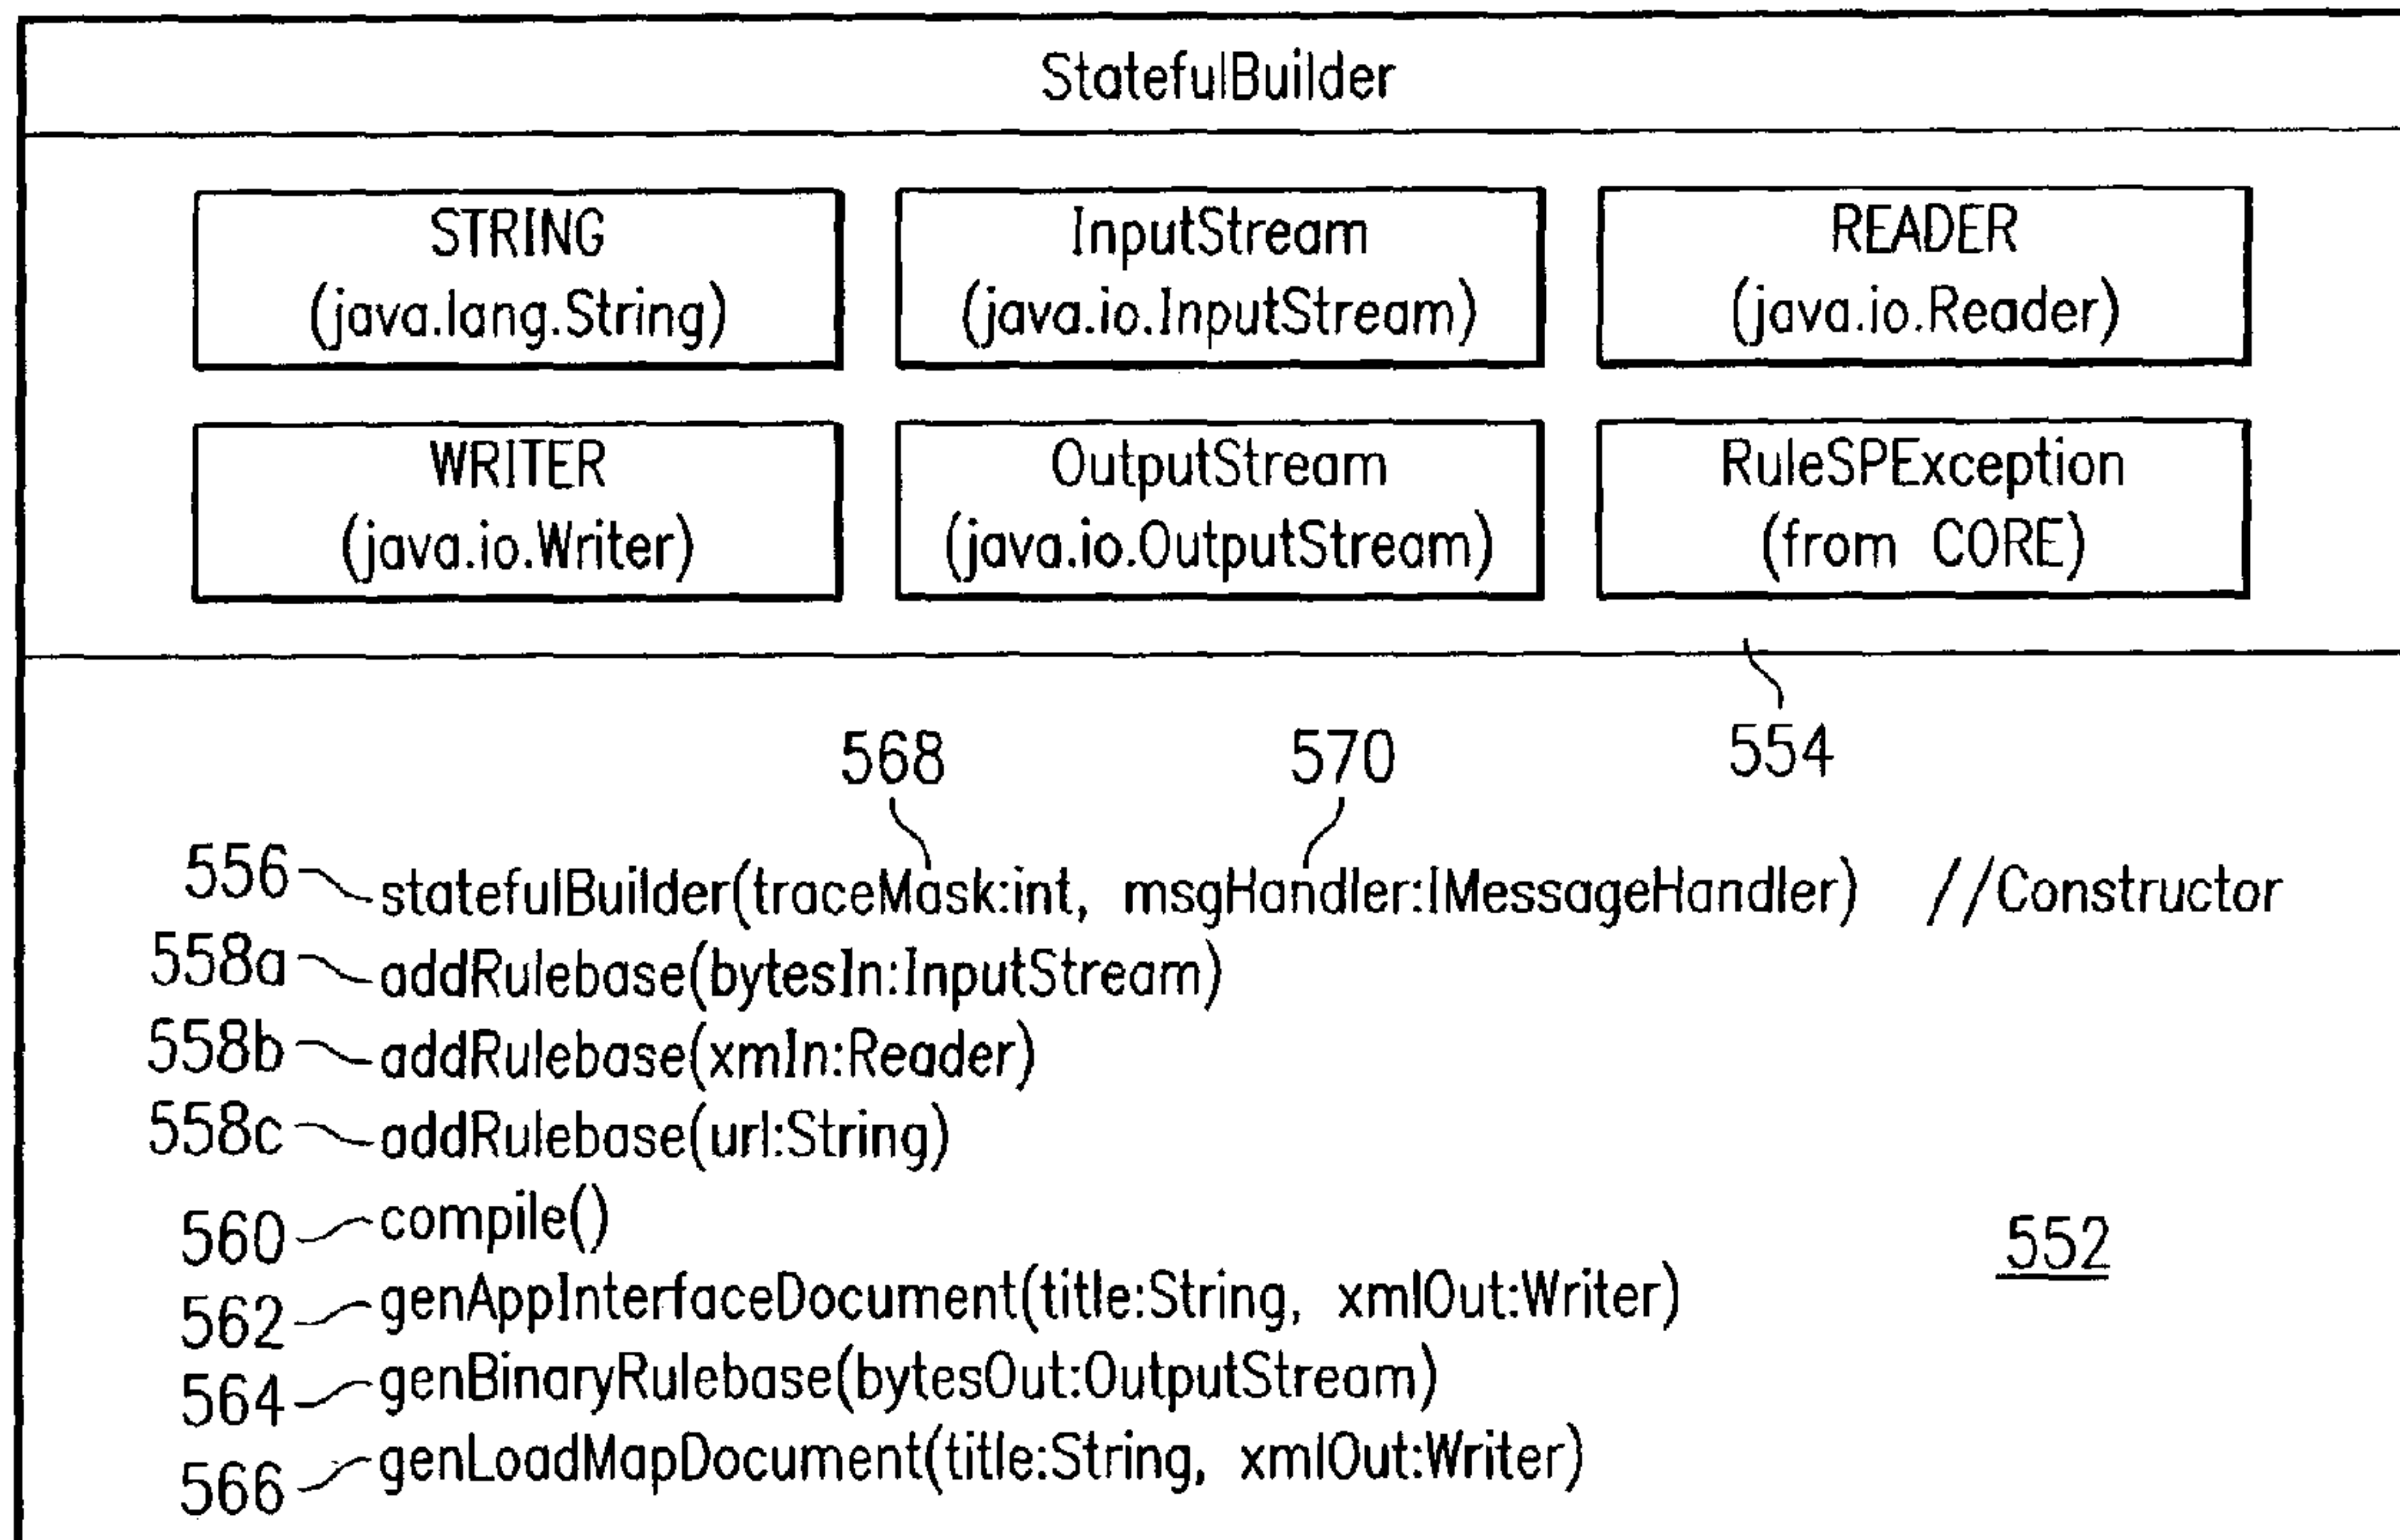 StatefulBuilder
STRING
(java.lang.String)
InputStream
(java.io.InputStream)
READER
(java.io.Reader)
WRITER
(java.io.Writer)
OutputStream
(java.io.OutputStream)
RuleSPException
(from CORE)
568 570 554
556 statefulBuilder(traceMask:int, msgHandler:IMessageHandler) //Constructor
558a addRulebase(bytesIn:InputStream)
558b addRulebase(xmIn:Reader)
558c addRulebase(url:String)
560 compile()
552
562 genAppInterfaceDocument(title:String, xmlOut:Writer)
564 genBinaryRulebase(bytesOut:OutputStream)
566 genLoadMapDocument(title:String, xmlOut:Writer)